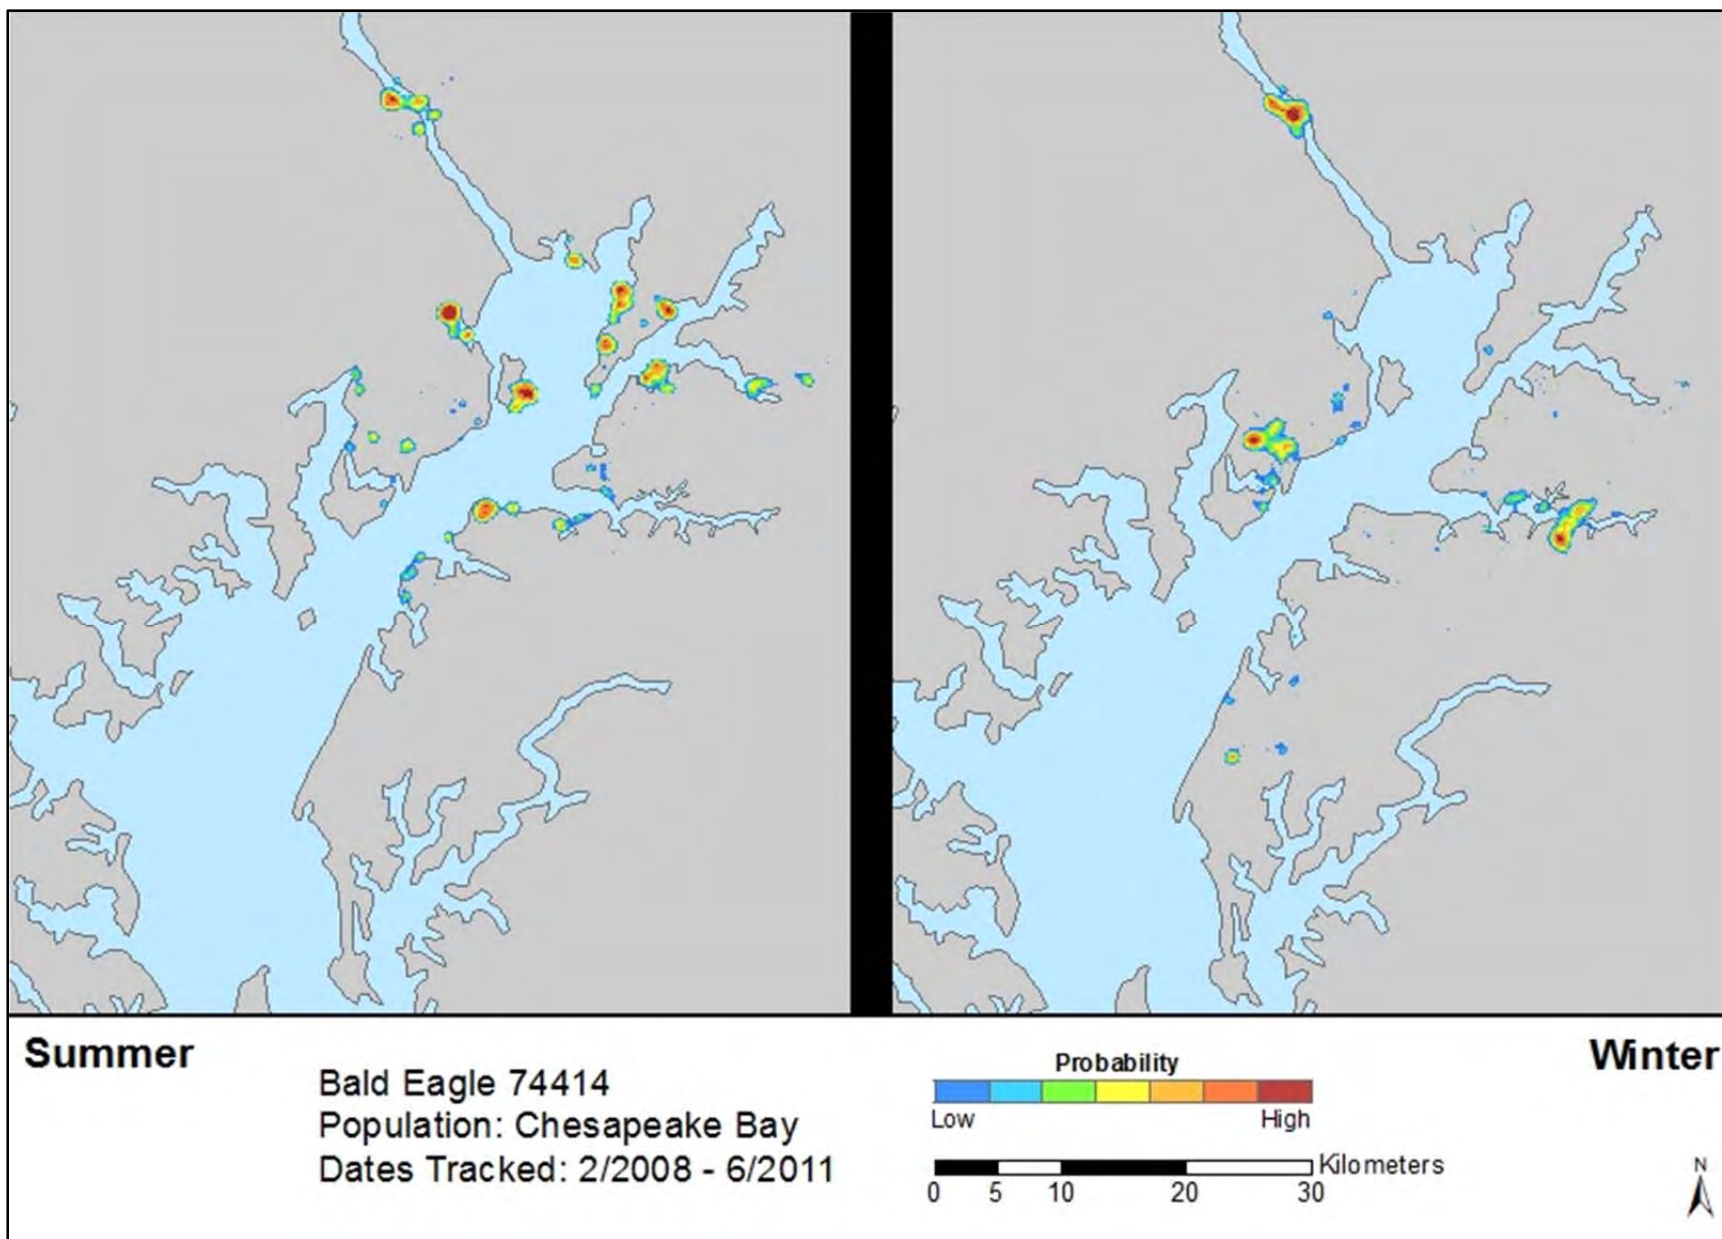 Summer
Winter
Bald Eagle 74414
Population: Chesapeake Bay
Dates Tracked: 2/2008 - 6/2011
Probability
Low High
Kilometers
0 5 10 20 30
N